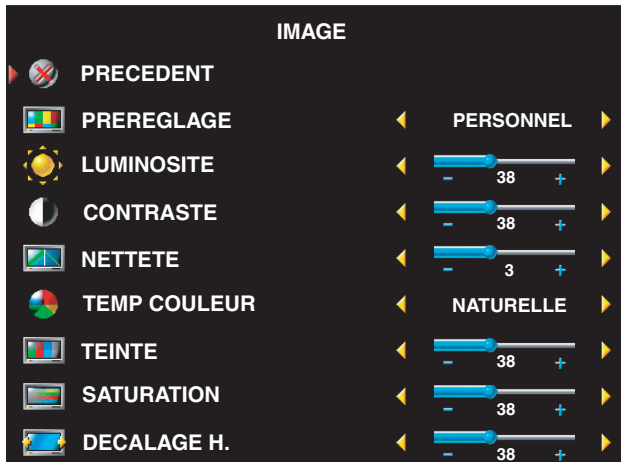 IMAGE
PRECEDENT
PREREGLAGE PERSONNEL
LUMINOSITE
- 38 +
CONTRASTE
- 38 +
NETTETE
- 3 +
TEMP COULEUR NATURELLE
TEINTE
- 38 +
SATURATION
- 38 +
DECALAGE H.
- 38 +